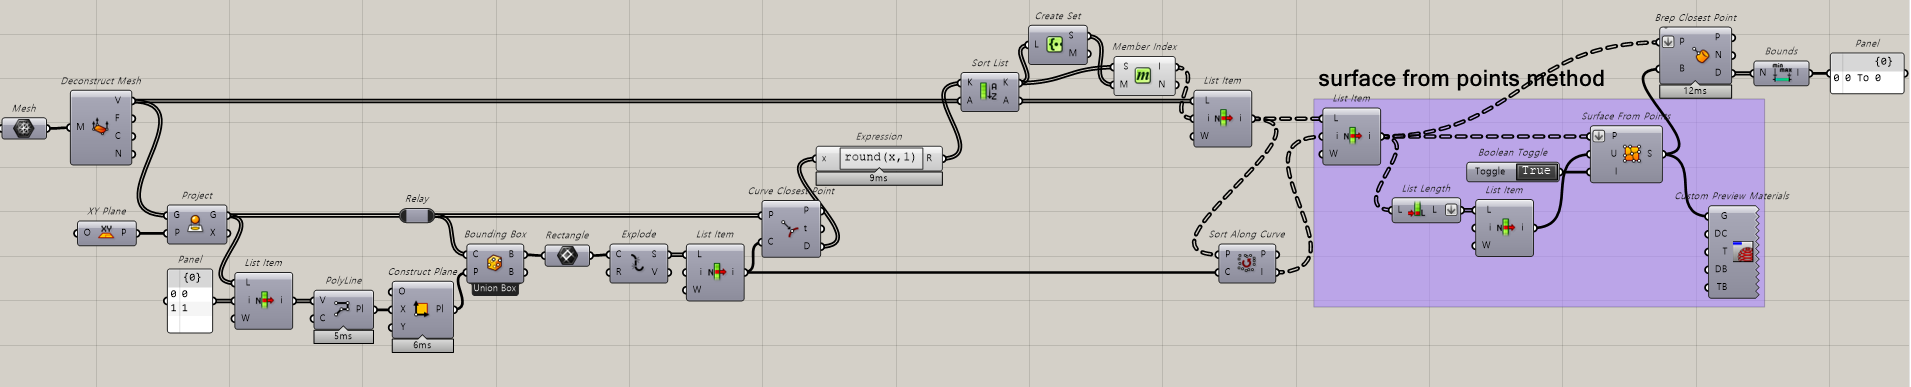 Mesh
Deconstruct Mesh
M
V
F
C
N
XY Plane
O
XY
P
Project
G
P
G
X
Panel
{0}
0 0
1 1
List Item
L
i
N
i
W
PolyLine
V
C
Pl
5ms
Construct Plane
O
X
Y
Pl
6ms
Relay
Bounding Box
C
P
B
B
Union Box
Rectangle
Explode
C
R
S
V
List Item
L
i
N
i
W
Curve Closest Point
P
C
P
t
D
Expression
x
round(x,1)
R
9ms
Sort List
K
A
A
Z
K
A
Create Set
L
S
M
Member Index
S
M
m
I
N
List Item
L
i
N
i
W
Sort Along Curve
P
C
P
I
surface from points method
List Item
L
i
N
i
W
List Length
L
L
L
Boolean Toggle
Toggle
True
List Item
L
i
N
i
W
Surface From Points
P
U
I
S
Custom Preview Materials
G
DC
T
DB
TB
Brep Closest Point
P
B
P
N
D
12ms
Bounds
N
min
max
I
Panel
{0}
0 0 To 0